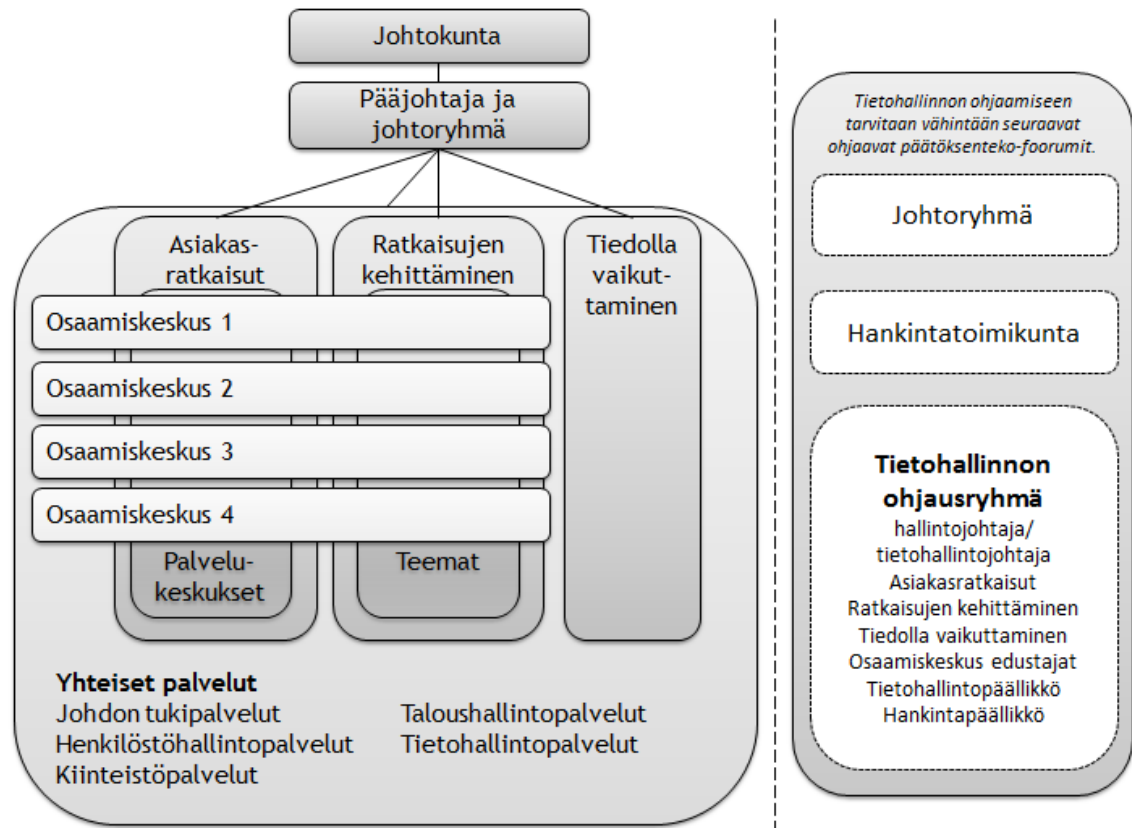 Johtokunta
Pääjohtaja ja
johtoryhmä
Asiakas-
ratkaisut
Ratkaisujen
kehittäminen
Tiedolla
vaikut-
taminen
Osaamiskeskus 1
Osaamiskeskus 2
Osaamiskeskus 3
Osaamiskeskus 4
Palvelu-
keskukset
Teemat
Yhteiset palvelut
Johdon tukipalvelut
Henkilöstöhallintopalvelut
Kiinteistöpalvelut
Taloushallintopalvelut
Tietohallintopalvelut
Tietohallinnon ohjaamiseen
tarvitaan vähintään seuraavat
ohjaavat päätöksenteko-foorumit.
Johtoryhmä
Hankintatoimikunta
Tietohallinnon
ohjausryhmä
hallintojohtaja/
tietohallintojohtaja
Asiakasratkaisut
Ratkaisujen kehittäminen
Tiedolla vaikuttaminen
Osaamiskeskus edustajat
Tietohallintopäällikkö
Hankintapäällikkö